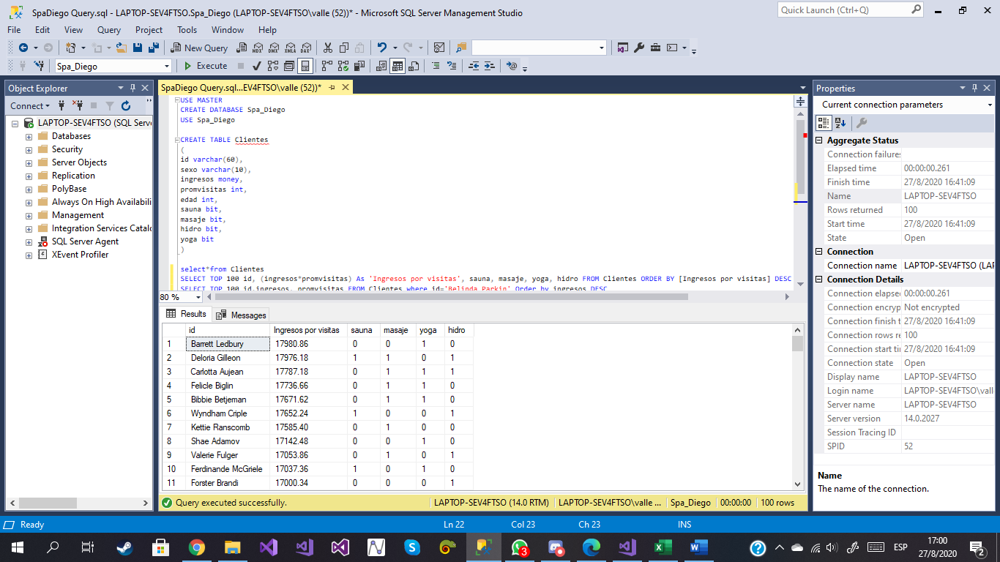 SpaDiego Query.sql - LAPTOP-SEV4FTSO.Spa_Diego (LAPTOP-SEV4FTSO\valle (52))* - Microsoft SQL Server Management Studio
Quick Launch (Ctrl+Q)
File Edit View Query Project Tools Window Help
New Query MDX DMX XMLA DAX
Spa_Diego Execute
Object Explorer
Connect
LAPTOP-SEV4FTSO (SQL Serve
Databases
Security
Server Objects
Replication
PolyBase
Always On High Availabili
Management
Integration Services Catalo
SQL Server Agent
XEvent Profiler
SpaDiego Query.sql...EV4FTSO\valle (52))*
USE MASTER
CREATE DATABASE Spa_Diego
USE Spa_Diego
CREATE TABLE Clientes
(
id varchar(60),
sexo varchar(10),
ingresos money,
promvisitas int,
edad int,
sauna bit,
masaje bit,
hidro bit,
yoga bit
)
select*from Clientes
SELECT TOP 100 id, (ingresos*promvisitas) As 'Ingresos por visitas', sauna, masaje, yoga, hidro FROM Clientes ORDER BY [Ingresos por visitas] DESC
SELECT TOP 100 id,ingresos, promvisitas FROM Clientes where id='Belinda Parkin' Order by ingresos DESC
80 %
Results Messages
id Ingresos por visitas sauna masaje yoga hidro
1 Barrett Ledbury 17980.86 0 0 1 0
2 Deloria Gilleon 17976.18 1 1 0 1
3 Carlotta Aujean 17787.18 0 1 1 1
4 Felicle Biglin 17736.66 0 1 1 0
5 Bibbie Betjeman 17671.62 0 1 1 0
6 Wyndham Criple 17652.24 1 0 0 1
7 Kettie Ranscomb 17585.40 0 1 0 0
8 Shae Adamov 17142.48 0 0 1 0
9 Valerie Fulger 17053.86 0 1 0 1
10 Ferdinande McGriele 17037.36 1 0 1 0
11 Forster Brandi 17000.34 0 0 0 1
Query executed successfully. LAPTOP-SEV4FTSO (14.0 RTM) LAPTOP-SEV4FTSO\valle ... Spa_Diego 00:00:00 100 rows
Properties
Current connection parameters
Aggregate Status
Connection failures
Elapsed time 00:00:00.261
Finish time 27/8/2020 16:41:09
Name LAPTOP-SEV4FTSO
Rows returned 100
Start time 27/8/2020 16:41:09
State Open
Connection
Connection name LAPTOP-SEV4FTSO (LAP
Connection Details
Connection elapse 00:00:00.261
Connection encryp Not encrypted
Connection finish t 27/8/2020 16:41:09
Connection rows re 100
Connection start tii 27/8/2020 16:41:09
Connection state Open
Display name LAPTOP-SEV4FTSO
Login name LAPTOP-SEV4FTSO\vall
Server name LAPTOP-SEV4FTSO
Server version 14.0.2027
Session Tracing ID
SPID 52
Name
The name of the connection.
Ready Ln 22 Col 23 Ch 23 INS
3 ESP 17:00
27/8/2020 2